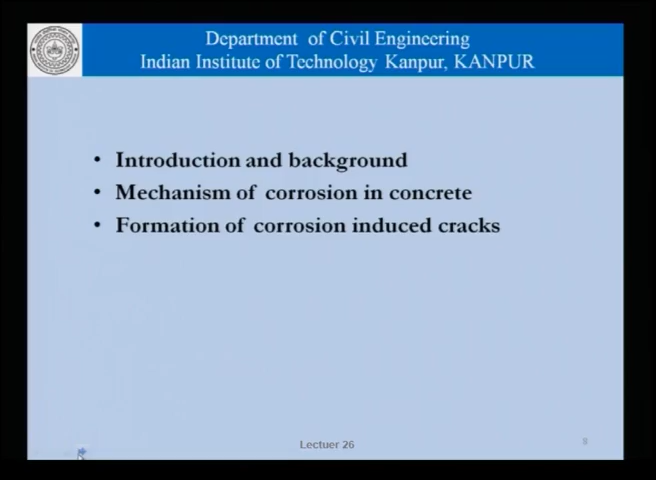 Department of Civil Engineering
Indian Institute of Technology Kanpur, KANPUR
• Introduction and background
• Mechanism of corrosion in concrete
• Formation of corrosion induced cracks
Lectuer 26
8